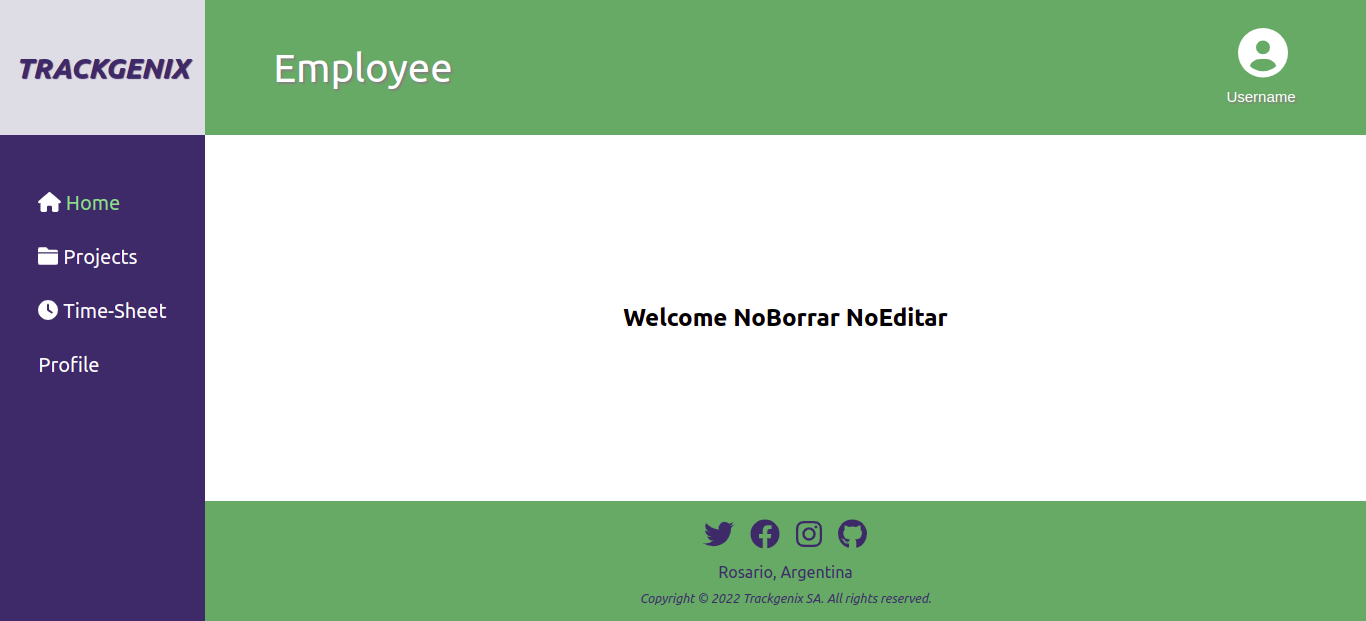 TRACKGENIX
Employee
Username
Home
Projects
Time-Sheet
Profile
Welcome NoBorrar NoEditar
Rosario, Argentina
Copyright © 2022 Trackgenix SA. All rights reserved.